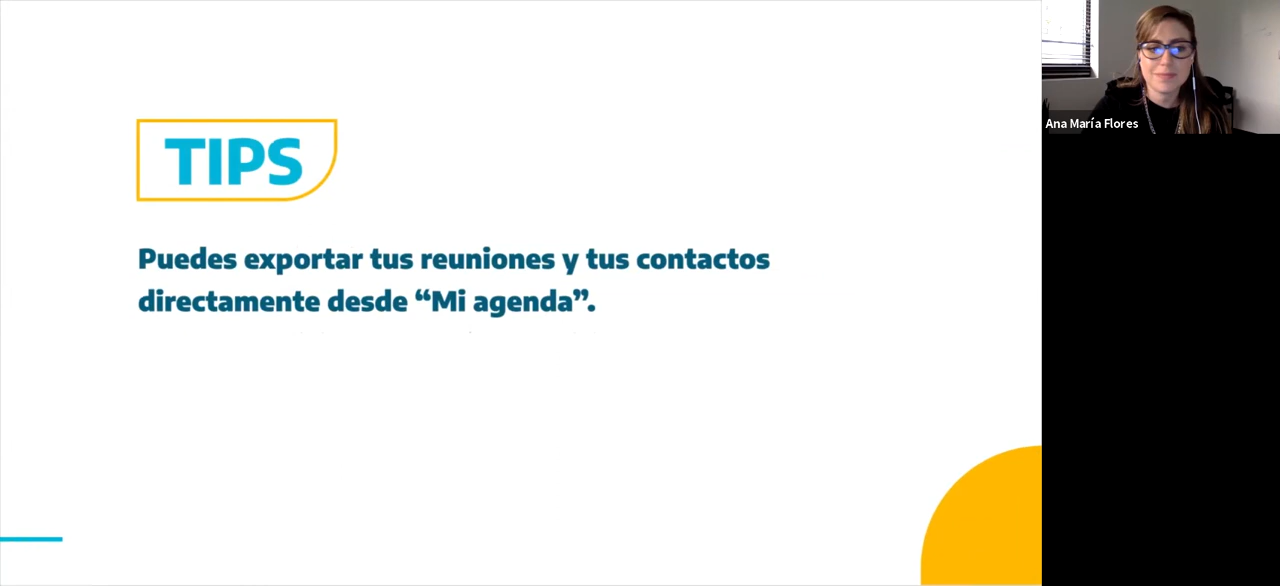 TIPS
Puedes exportar tus reuniones y tus contactos
directamente desde “Mi agenda”.
Ana María Flores